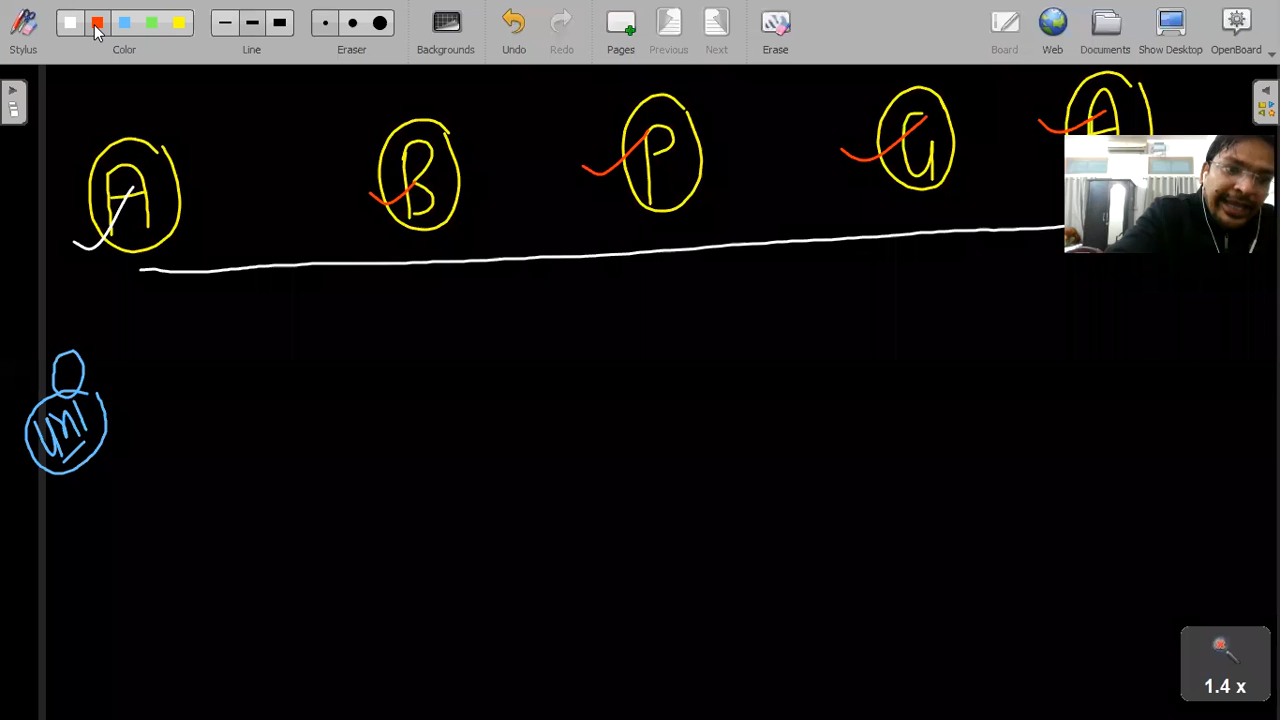 Stylus Color Line Eraser Backgrounds Undo Redo Pages Previous Next Erase Board Web Documents Show Desktop OpenBoard
A B P G A
UNI
1.4 x